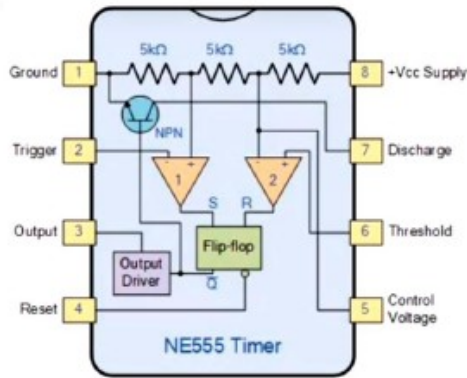 5kΩ 5kΩ 5kΩ
Ground 1 8 +Vcc Supply
NPN
Trigger 2 7 Discharge
- + - +
1 2
S R
Output 3 6 Threshold
Flip-flop
Output
Driver
Q̅
Reset 4 5 Control
Voltage
NE555 Timer